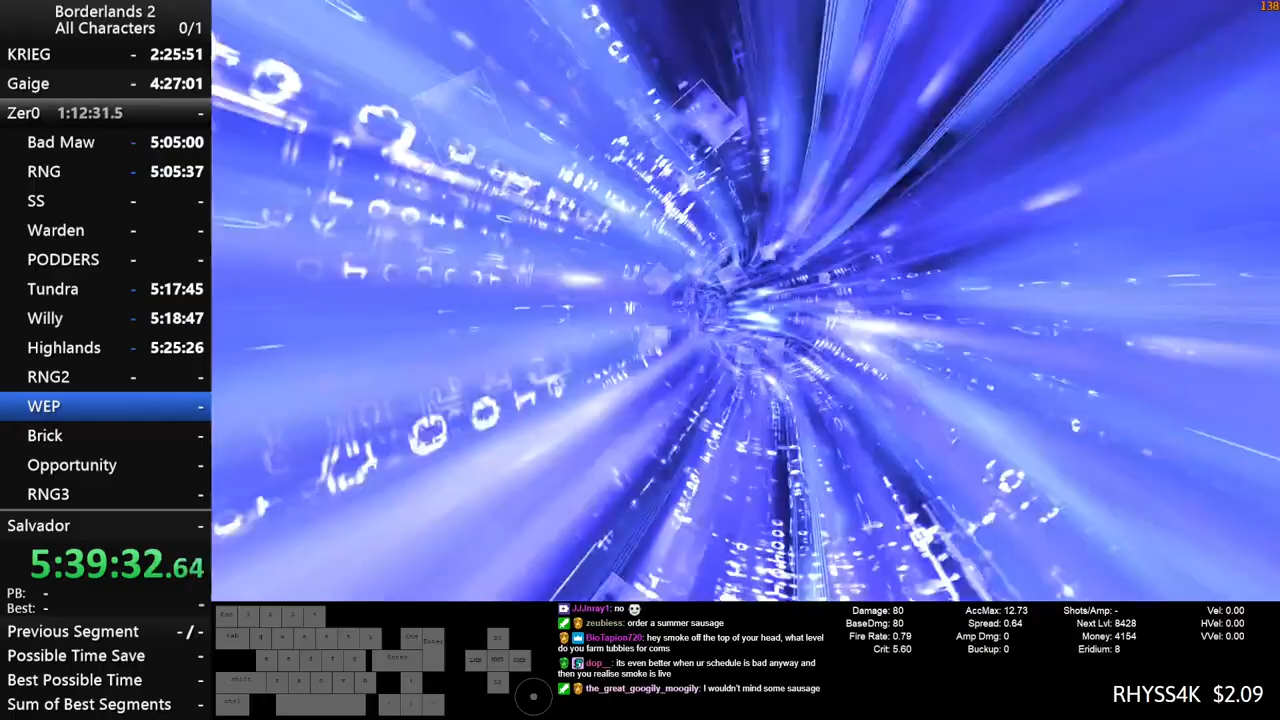 Borderlands 2
All Characters 0/1
KRIEG - 2:25:51
Gaige - 4:27:01
Zer0 1:12:31.5 -
Bad Maw - 5:05:00
RNG - 5:05:37
SS - -
Warden - -
PODDERS - -
Tundra - 5:17:45
Willy - 5:18:47
Highlands - 5:25:26
RNG2 - -
WEP -
Brick -
Opportunity -
RNG3 -
Salvador -
5:39:32.64
PB: -
Best: - -
Previous Segment - / -
Possible Time Save -
Best Possible Time -
Sum of Best Segments -
138
JJJnray1: no
zeubiess: order a summer sausage
BioTapion720: hey smoke off the top of your head, what level
do you farm tubbies for coms
dop__: its even better when ur schedule is bad anyway and
then you realise smoke is live
the_great_googily_moogily: I wouldn't mind some sausage
Damage: 80 AccMax: 12.73 Shots/Amp: - Vel: 0.00
BaseDmg: 80 Spread: 0.64 Next Lvl: 8428 HVel: 0.00
Fire Rate: 0.79 Amp Dmg: 0 Money: 4154 VVel: 0.00
Crit: 5.60 Buckup: 0 Eridium: 8
RHYSS4K $2.09